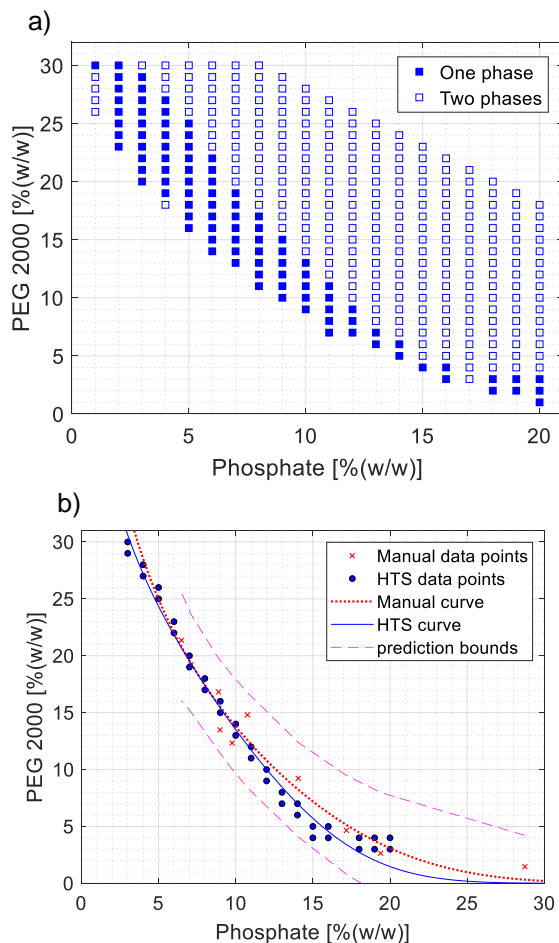 a)
30
25
20
15
10
5
0
PEG 2000 [%(w/w)]
One phase
Two phases
0 5 10 15 20
Phosphate [%(w/w)]
b)
30
25
20
15
10
5
0
PEG 2000 [%(w/w)]
Manual data points
HTS data points
Manual curve
HTS curve
prediction bounds
0 5 10 15 20 25 30
Phosphate [%(w/w)]